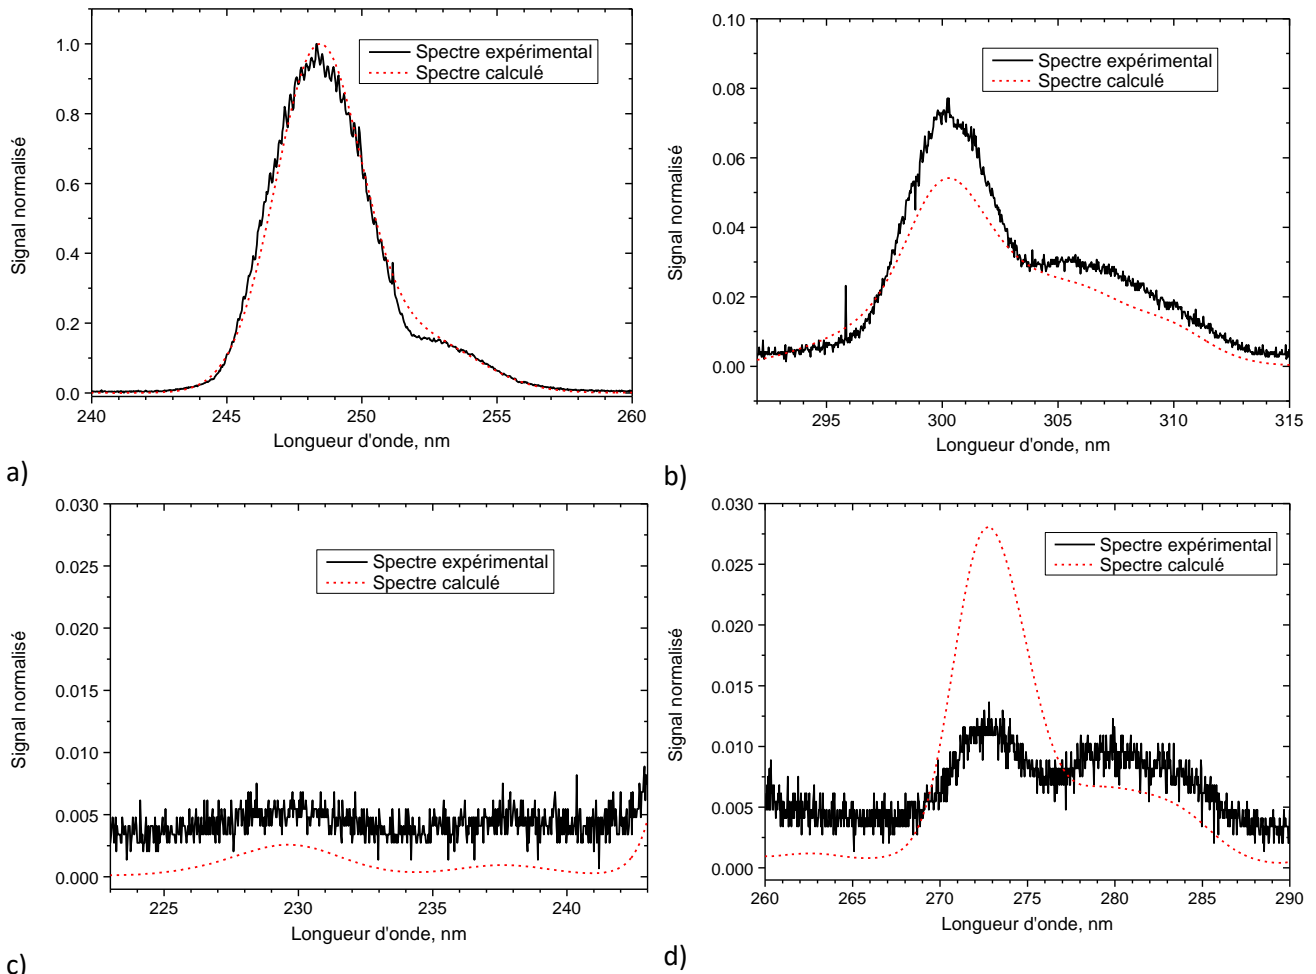 1.0
0.8
0.6
0.4
0.2
0.0
Signal normalisé
Spectre expérimental
Spectre calculé
240 245 250 255 260
Longueur d'onde, nm
a)
0.10
0.08
0.06
0.04
0.02
0.00
Signal normalisé
Spectre expérimental
Spectre calculé
295 300 305 310 315
Longueur d'onde, nm
b)
0.030
0.025
0.020
0.015
0.010
0.005
0.000
Signal normalisé
Spectre expérimental
Spectre calculé
225 230 235 240
Longueur d'onde, nm
c)
0.030
0.025
0.020
0.015
0.010
0.005
0.000
Signal normalisé
Spectre expérimental
Spectre calculé
260 265 270 275 280 285 290
Longueur d'onde, nm
d)